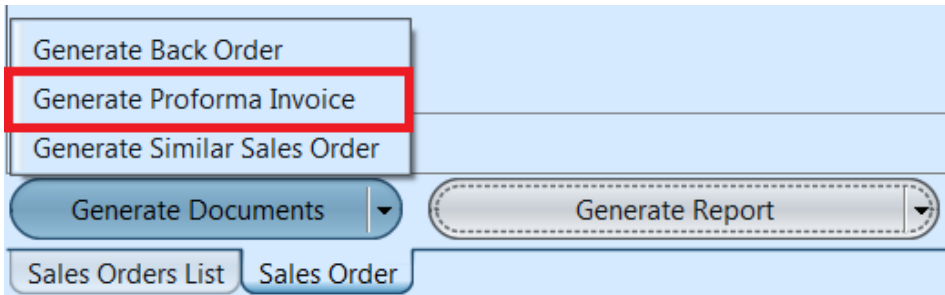 Generate Back Order
Generate Proforma Invoice
Generate Similar Sales Order
Generate Documents
Generate Report
Sales Orders List
Sales Order